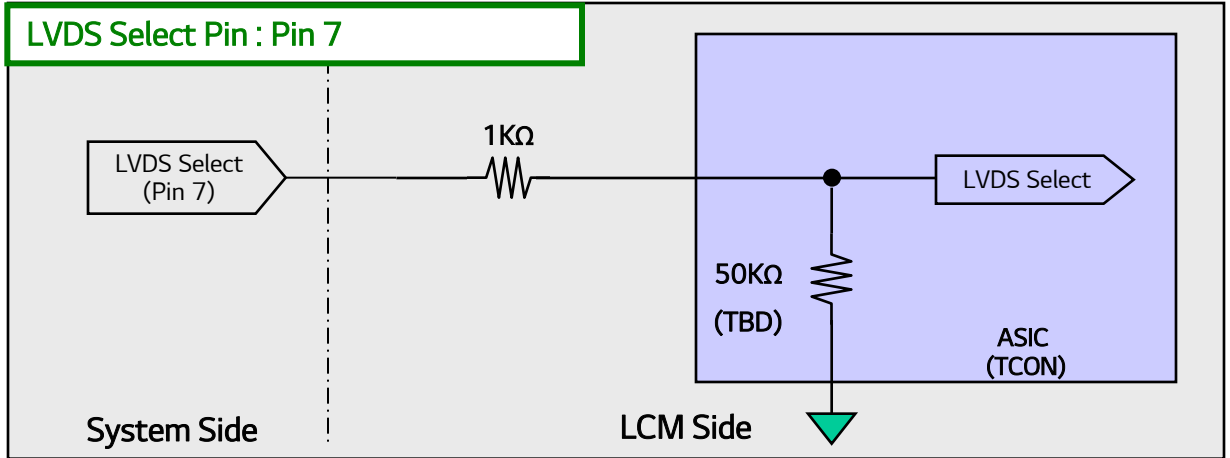 LVDS Select Pin : Pin 7
1KΩ
LVDS Select
(Pin 7)
LVDS Select
50KΩ
(TBD)
ASIC
(TCON)
System Side
LCM Side